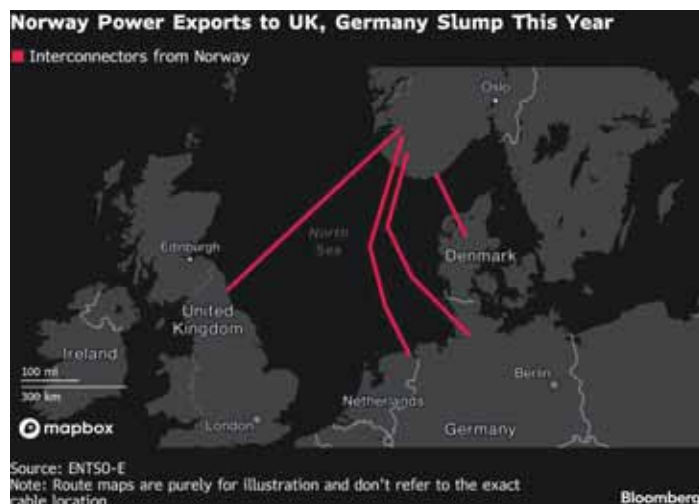 Norway Power Exports to UK, Germany Slump This Year
Interconnectors from Norway
Oslo
North
Sea
Edinburgh
Denmark
United
Kingdom
Ireland
100 mi
300 km
Berlin
Netherlands
mapbox
London
Germany
Source: ENTSO-E
Note: Route maps are purely for illustration and don't refer to the exact
cable location
Bloomberg